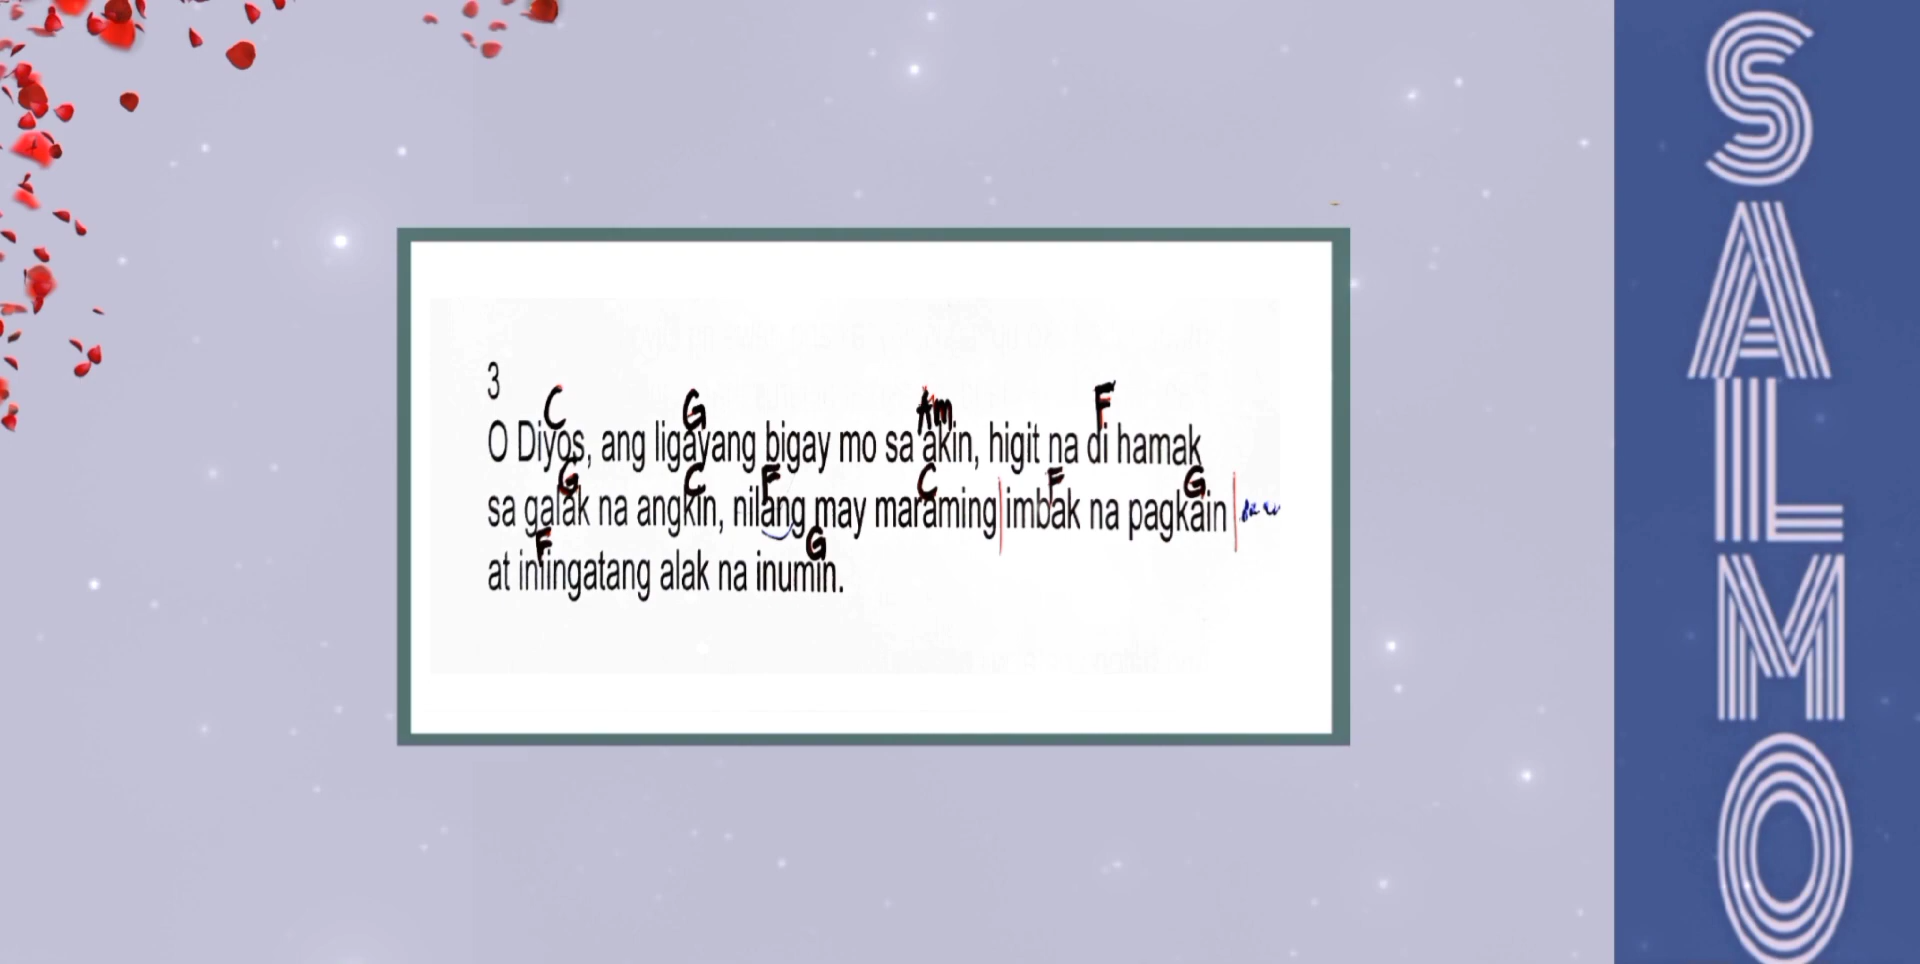 3
C G Am F
O Diyos, ang ligayang bigay mo sa akin, higit na di hamak
G C F C F G
sa galak na angkin, nilang may maraming imbak na pagkain
F G
at iniingatang alak na inumin.
SALMO